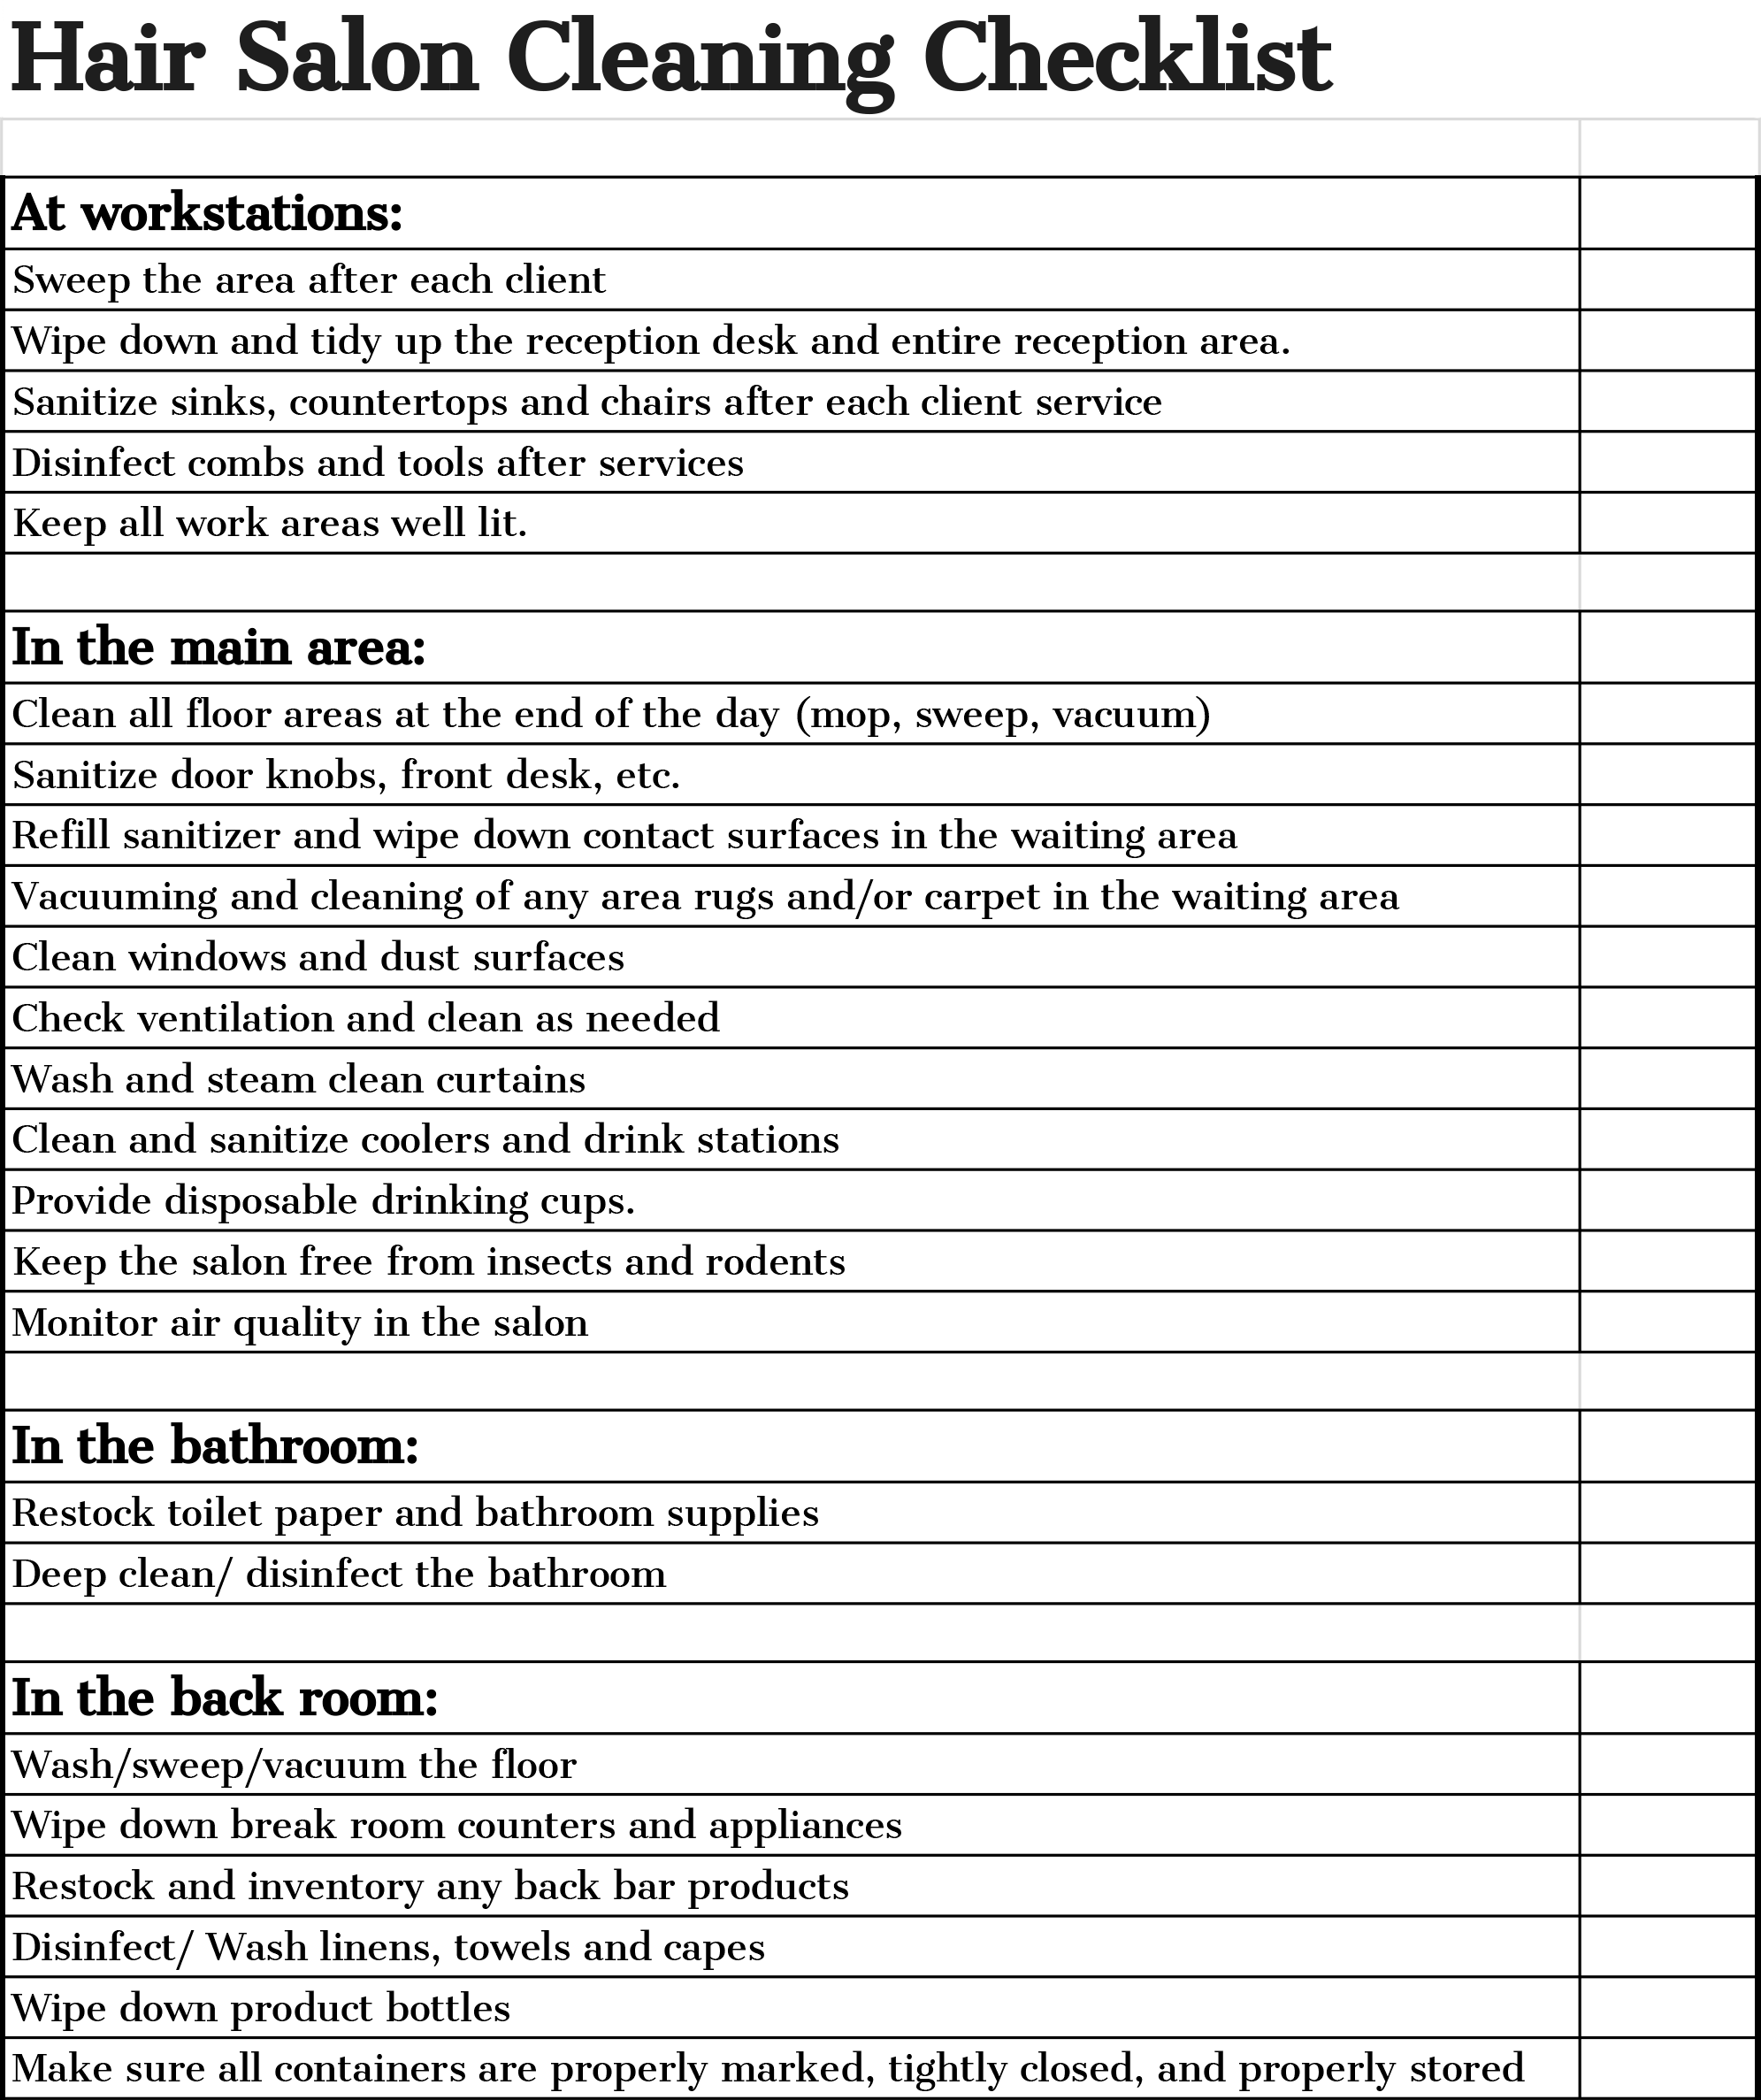 Hair Salon Cleaning Checklist
At workstations:
Sweep the area after each client
Wipe down and tidy up the reception desk and entire reception area.
Sanitize sinks, countertops and chairs after each client service
Disinfect combs and tools after services
Keep all work areas well lit.
In the main area:
Clean all floor areas at the end of the day (mop, sweep, vacuum)
Sanitize door knobs, front desk, etc.
Refill sanitizer and wipe down contact surfaces in the waiting area
Vacuuming and cleaning of any area rugs and/or carpet in the waiting area
Clean windows and dust surfaces
Check ventilation and clean as needed
Wash and steam clean curtains
Clean and sanitize coolers and drink stations
Provide disposable drinking cups.
Keep the salon free from insects and rodents
Monitor air quality in the salon
In the bathroom:
Restock toilet paper and bathroom supplies
Deep clean/ disinfect the bathroom
In the back room:
Wash/sweep/vacuum the floor
Wipe down break room counters and appliances
Restock and inventory any back bar products
Disinfect/ Wash linens, towels and capes
Wipe down product bottles
Make sure all containers are properly marked, tightly closed, and properly stored